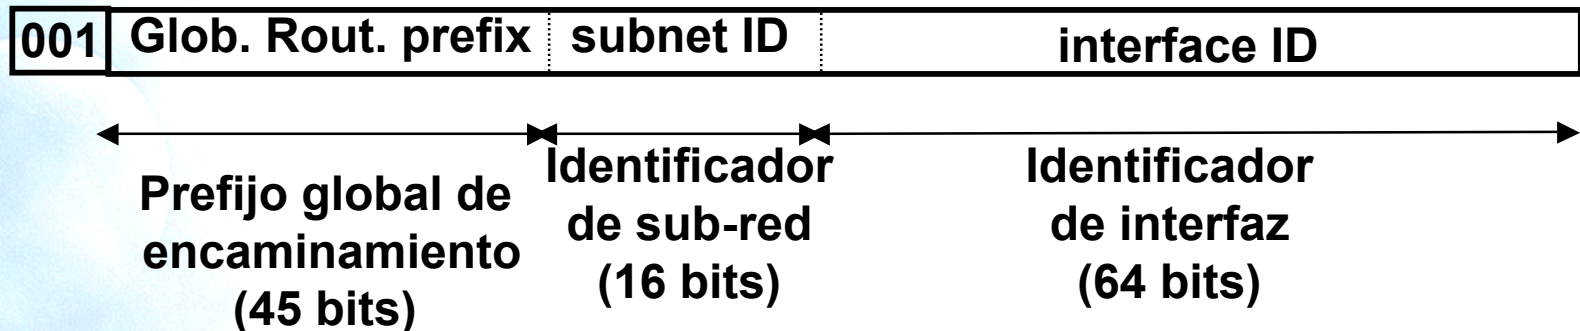 001 Glob. Rout. prefix subnet ID interface ID
Prefijo global de
encaminamiento
(45 bits)
Identificador
de sub-red
(16 bits)
Identificador
de interfaz
(64 bits)